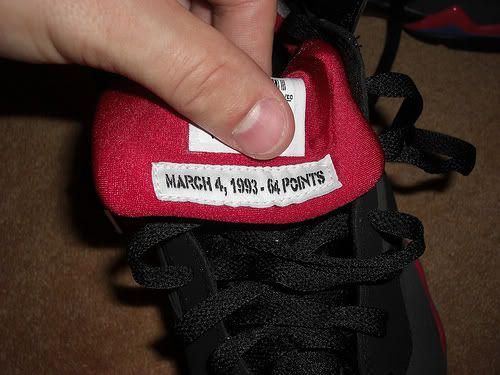 MARCH 4, 1993 - 64 POINTS